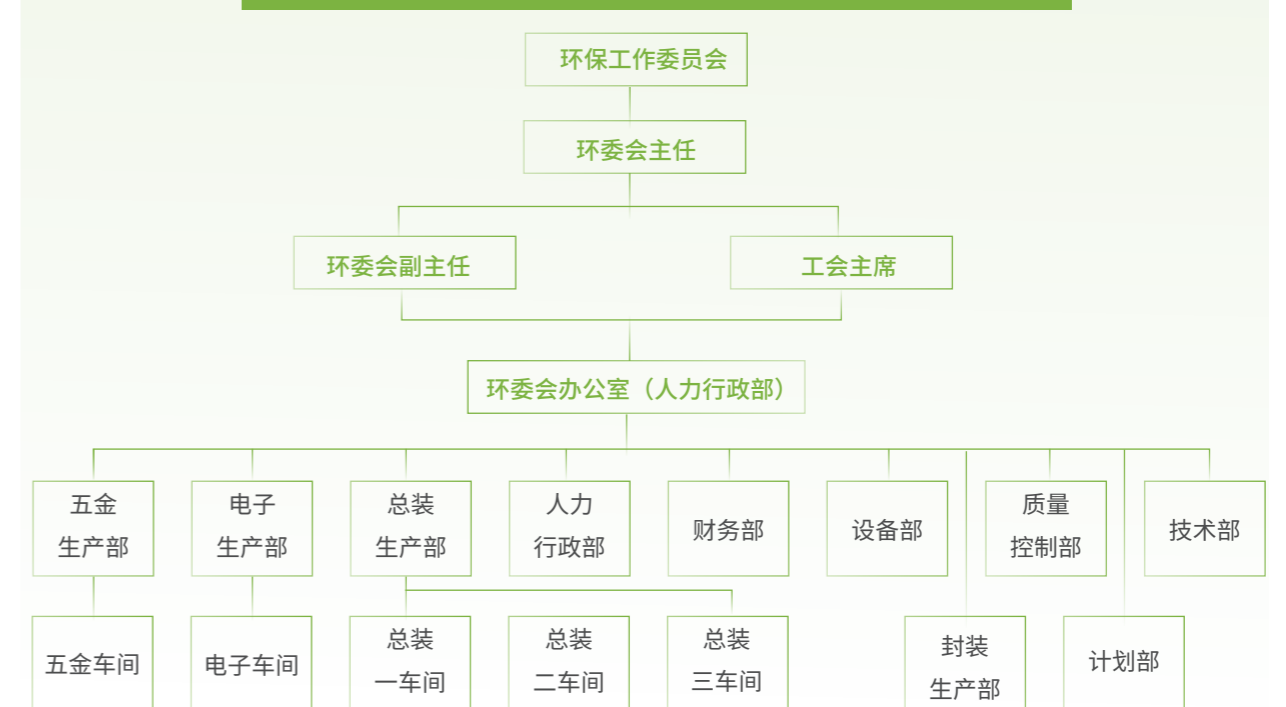 环保工作委员会
环委会主任
环委会副主任
工会主席
环委会办公室（人力行政部）
五金
生产部
电子
生产部
总装
生产部
人力
行政部
财务部
设备部
质量
控制部
技术部
五金车间
电子车间
总装
一车间
总装
二车间
总装
三车间
封装
生产部
计划部